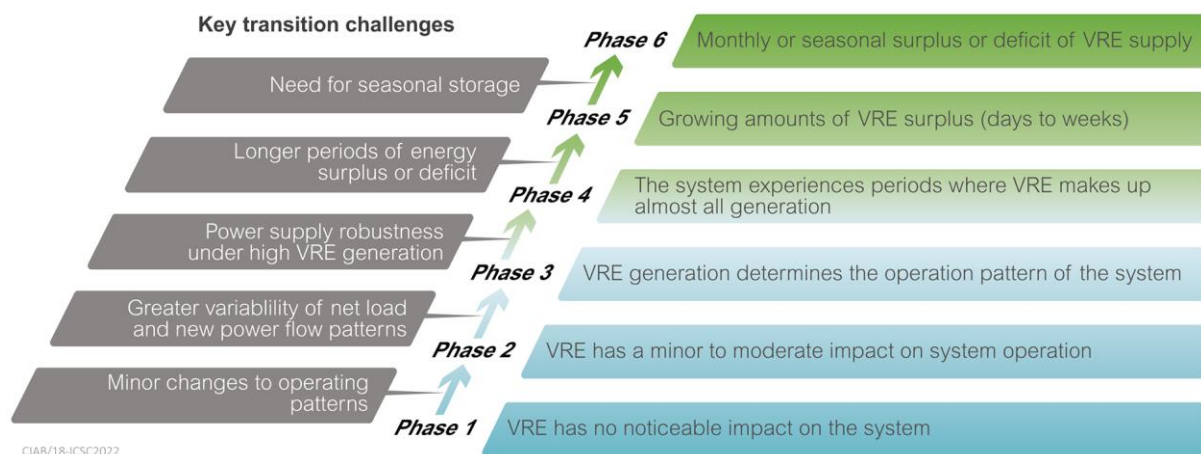 Key transition challenges
Phase 6
Monthly or seasonal surplus or deficit of VRE supply
Need for seasonal storage
Phase 5
Growing amounts of VRE surplus (days to weeks)
Longer periods of energy
surplus or deficit
Phase 4
The system experiences periods where VRE makes up
almost all generation
Power supply robustness
under high VRE generation
Phase 3
VRE generation determines the operation pattern of the system
Greater variablility of net load
and new power flow patterns
Phase 2
VRE has a minor to moderate impact on system operation
Minor changes to operating
patterns
Phase 1
VRE has no noticeable impact on the system
CIAB/18-ICSC2022